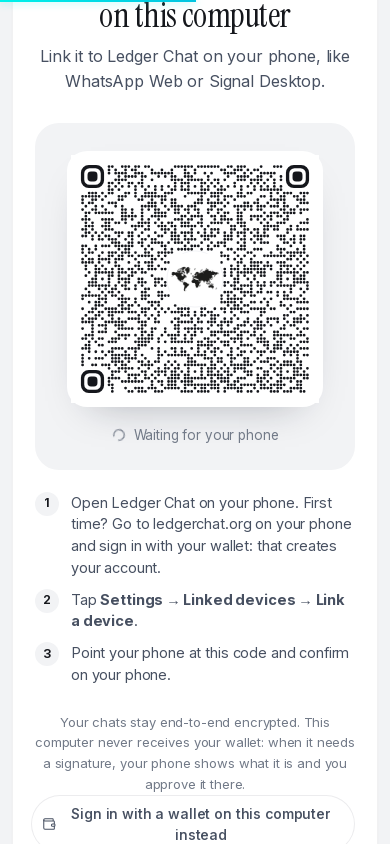 on this computer
Link it to Ledger Chat on your phone, like
WhatsApp Web or Signal Desktop.
Waiting for your phone
1
Open Ledger Chat on your phone. First
time? Go to ledgerchat.org on your phone
and sign in with your wallet: that creates
your account.
2
Tap Settings → Linked devices → Link
a device.
3
Point your phone at this code and confirm
on your phone.
Your chats stay end-to-end encrypted. This
computer never receives your wallet: when it needs
a signature, your phone shows what it is and you
approve it there.
Sign in with a wallet on this computer
instead